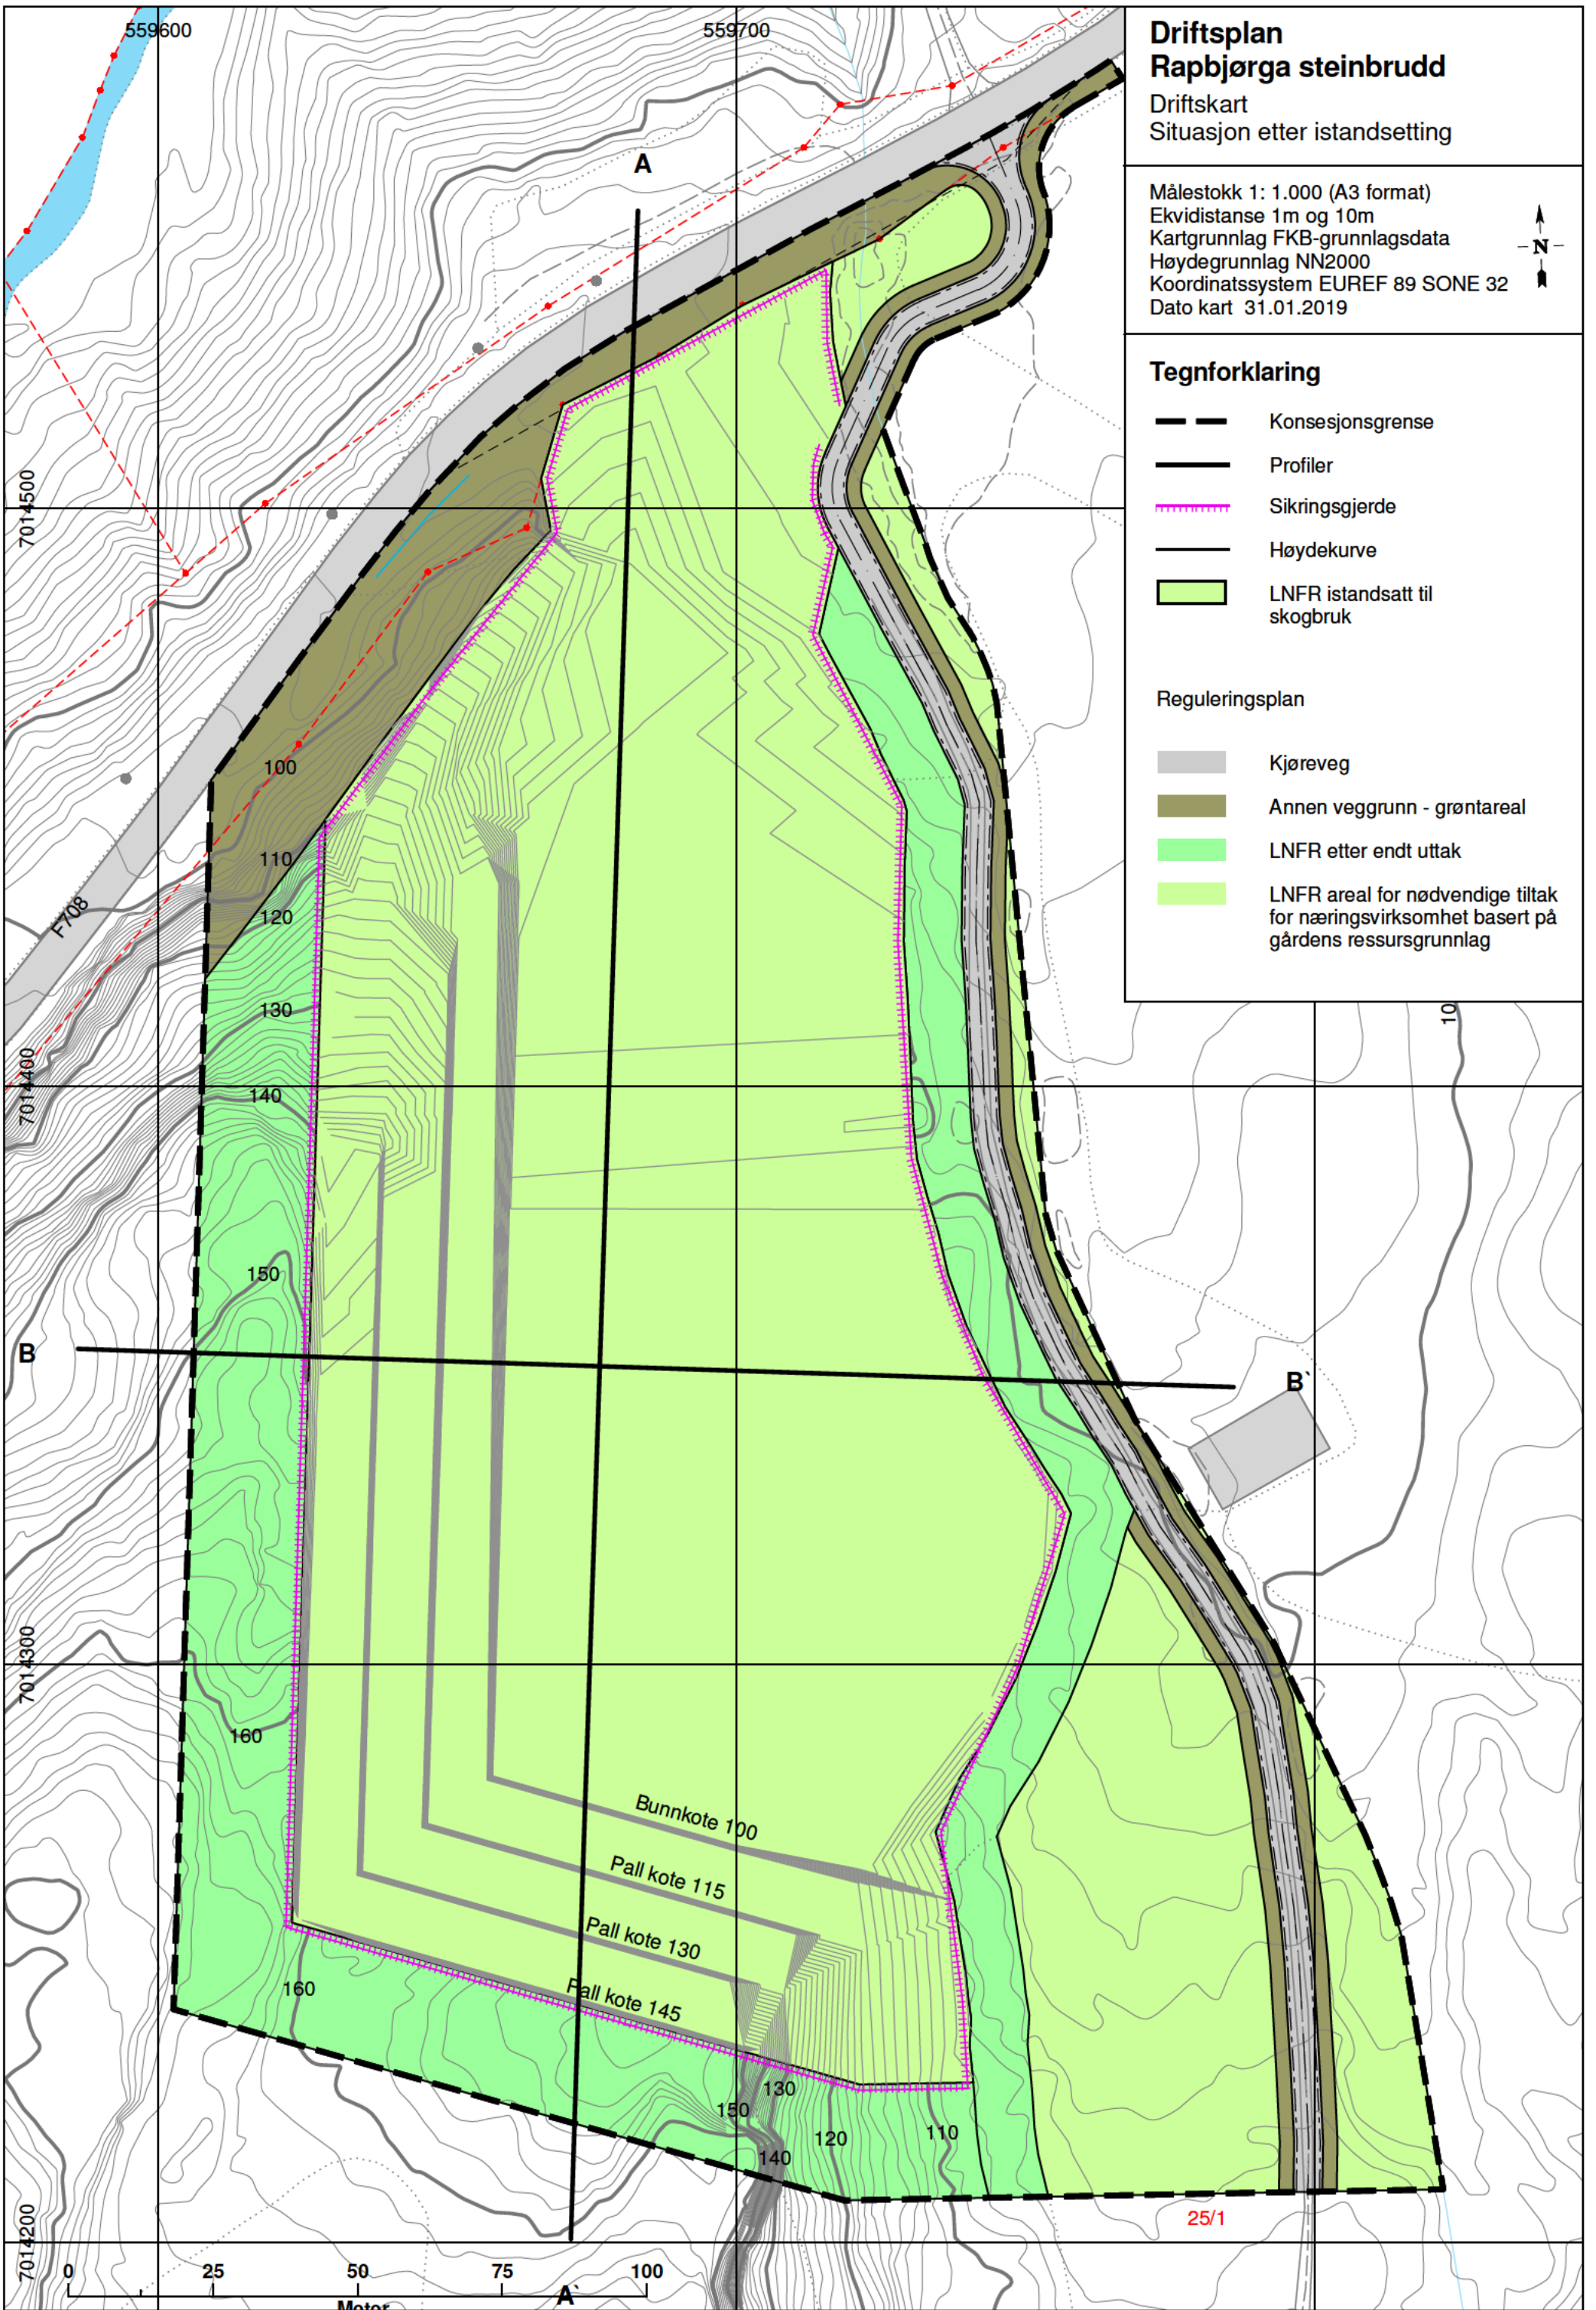 559600
559700
Driftsplan
Rapbjørga steinbrudd
Driftskart
Situasjon etter istandsetting
Målestokk 1: 1.000 (A3 format)
Ekvidistanse 1m og 10m
Kartgrunnlag FKB-grunnlagsdata
Høydegrunnlag NN2000
Koordinatssystem EUREF 89 SONE 32
Dato kart 31.01.2019
N
Tegnforklaring
Konsesjonsgrense
Profiler
Sikringsgjerde
Høydekurve
LNFR istandsatt til
skogbruk
Reguleringsplan
Kjøreveg
Annen veggrunn - grøntareal
LNFR etter endt uttak
LNFR areal for nødvendige tiltak
for næringsvirksomhet basert på
gårdens ressursgrunnlag
A
7014500
100
110
F708
120
130
10
7014400
140
150
B
B`
7014300
160
Bunnkote 100
Pall kote 115
Pall kote 130
160
Pall kote 145
130
150
120
110
140
25/1
7014200
0
25
50
75
100
A`
Meter